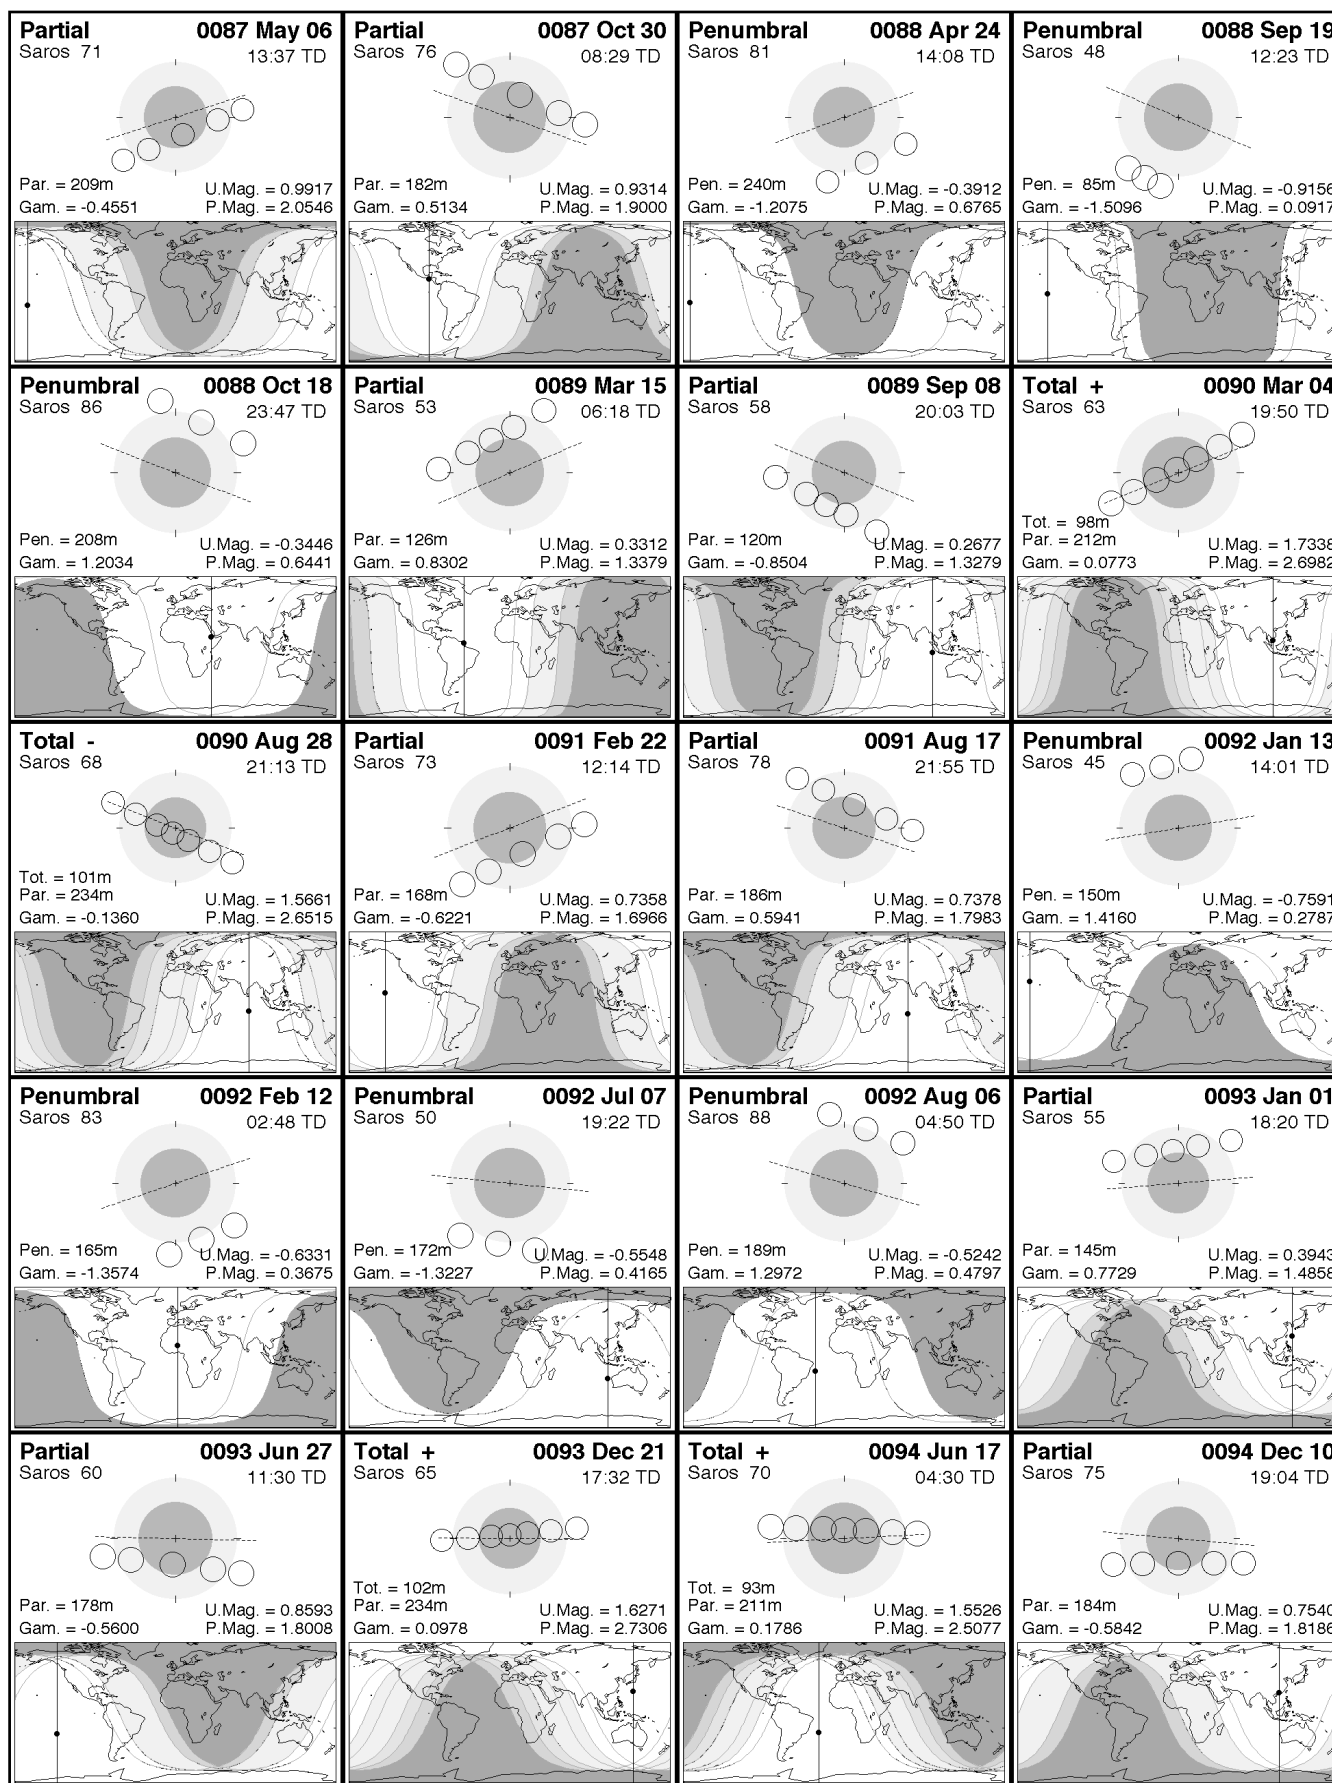 Partial 0087 May 06
Saros 71 13:37 TD
Par. = 209m U.Mag. = 0.9917
Gam. = -0.4551 P.Mag. = 2.0546
Partial 0087 Oct 30
Saros 76 08:29 TD
Par. = 182m U.Mag. = 0.9314
Gam. = 0.5134 P.Mag. = 1.9000
Penumbral 0088 Apr 24
Saros 81 14:08 TD
Pen. = 240m U.Mag. = -0.3912
Gam. = -1.2075 P.Mag. = 0.6765
Penumbral 0088 Sep 19
Saros 48 12:23 TD
Pen. = 85m U.Mag. = -0.9156
Gam. = -1.5096 P.Mag. = 0.0917
Penumbral 0088 Oct 18
Saros 86 23:47 TD
Pen. = 208m U.Mag. = -0.3446
Gam. = 1.2034 P.Mag. = 0.6441
Partial 0089 Mar 15
Saros 53 06:18 TD
Par. = 126m U.Mag. = 0.3312
Gam. = 0.8302 P.Mag. = 1.3379
Partial 0089 Sep 08
Saros 58 20:03 TD
Par. = 120m U.Mag. = 0.2677
Gam. = -0.8504 P.Mag. = 1.3279
Total + 0090 Mar 04
Saros 63 19:50 TD
Tot. = 98m
Par. = 212m U.Mag. = 1.7338
Gam. = 0.0773 P.Mag. = 2.6982
Total - 0090 Aug 28
Saros 68 21:13 TD
Tot. = 101m
Par. = 234m U.Mag. = 1.5661
Gam. = -0.1360 P.Mag. = 2.6515
Partial 0091 Feb 22
Saros 73 12:14 TD
Par. = 168m U.Mag. = 0.7358
Gam. = -0.6221 P.Mag. = 1.6966
Partial 0091 Aug 17
Saros 78 21:55 TD
Par. = 186m U.Mag. = 0.7378
Gam. = 0.5941 P.Mag. = 1.7983
Penumbral 0092 Jan 13
Saros 45 14:01 TD
Pen. = 150m U.Mag. = -0.7591
Gam. = 1.4160 P.Mag. = 0.2787
Penumbral 0092 Feb 12
Saros 83 02:48 TD
Pen. = 165m U.Mag. = -0.6331
Gam. = -1.3574 P.Mag. = 0.3675
Penumbral 0092 Jul 07
Saros 50 19:22 TD
Pen. = 172m U.Mag. = -0.5548
Gam. = -1.3227 P.Mag. = 0.4165
Penumbral 0092 Aug 06
Saros 88 04:50 TD
Pen. = 189m U.Mag. = -0.5242
Gam. = 1.2972 P.Mag. = 0.4797
Partial 0093 Jan 01
Saros 55 18:20 TD
Par. = 145m U.Mag. = 0.3943
Gam. = 0.7729 P.Mag. = 1.4858
Partial 0093 Jun 27
Saros 60 11:30 TD
Par. = 178m U.Mag. = 0.8593
Gam. = -0.5600 P.Mag. = 1.8008
Total + 0093 Dec 21
Saros 65 17:32 TD
Tot. = 102m
Par. = 234m U.Mag. = 1.6271
Gam. = 0.0978 P.Mag. = 2.7306
Total + 0094 Jun 17
Saros 70 04:30 TD
Tot. = 93m
Par. = 211m U.Mag. = 1.5526
Gam. = 0.1786 P.Mag. = 2.5077
Partial 0094 Dec 10
Saros 75 19:04 TD
Par. = 184m U.Mag. = 0.7540
Gam. = -0.5842 P.Mag. = 1.8186